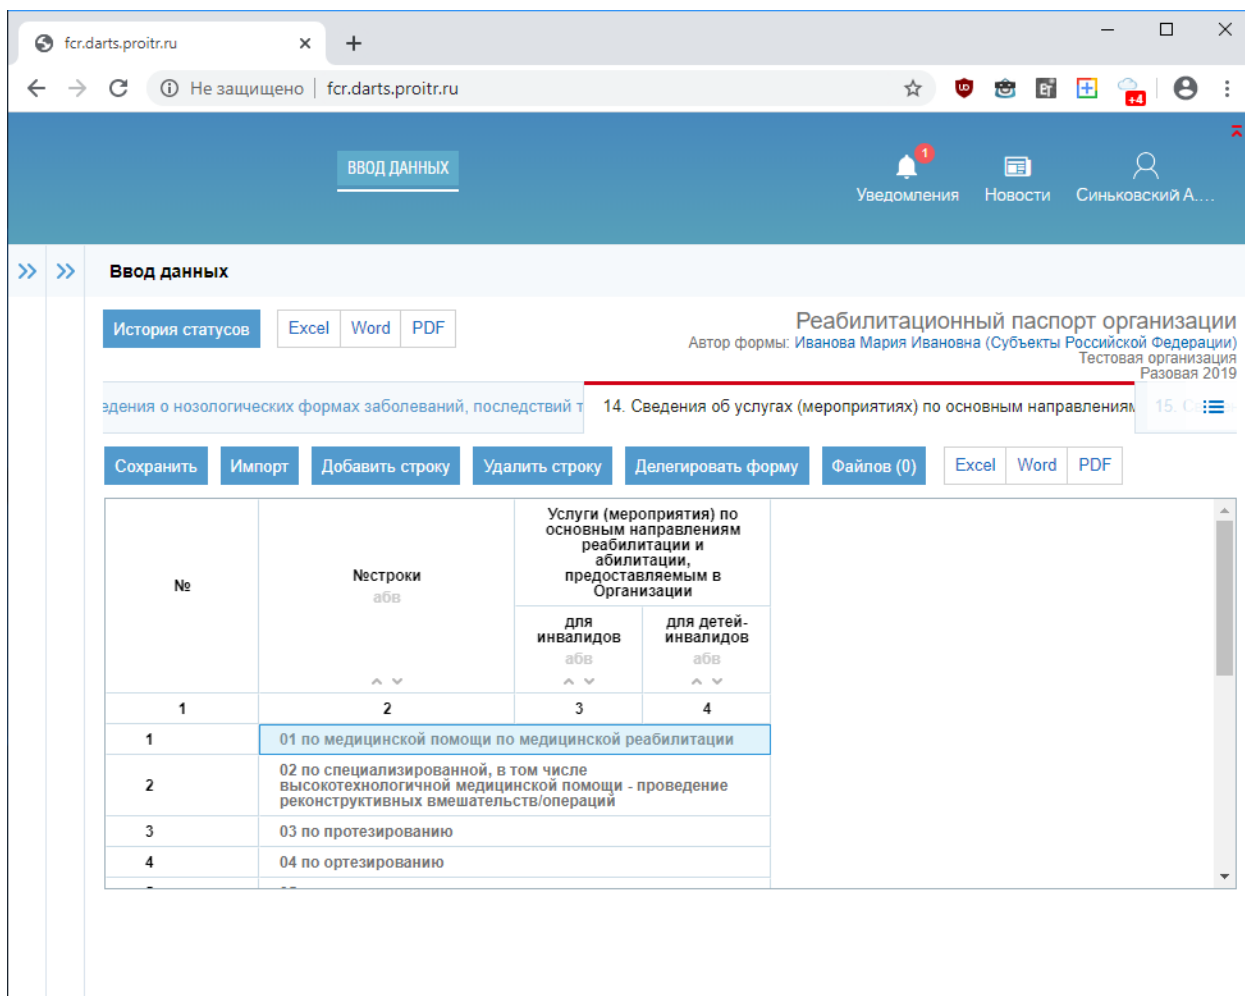 fcr.darts.proitr.ru
Не защищено
fcr.darts.proitr.ru
UD
+4
ВВОД ДАННЫХ
1
Уведомления
Новости
Синьковский А....
Ввод данных
История статусов
Excel
Word
PDF
Реабилитационный паспорт организации
Автор формы: Иванова Мария Ивановна (Субъекты Российской Федерации)
Тестовая организация
Разовая 2019
едения о нозологических формах заболеваний, последствий т
14. Сведения об услугах (мероприятиях) по основным направлениям
15.
Сохранить
Импорт
Добавить строку
Удалить строку
Делегировать форму
Файлов (0)
Excel
Word
PDF
№
№строки
абв
Услуги (мероприятия) по
основным направлениям
реабилитации и
абилитации,
предоставляемым в
Организации
для
инвалидов
абв
для детей-
инвалидов
абв
1
2
3
4
1
01 по медицинской помощи по медицинской реабилитации
2
02 по специализированной, в том числе
высокотехнологичной медицинской помощи - проведение
реконструктивных вмешательств/операций
3
03 по протезированию
4
04 по ортезированию